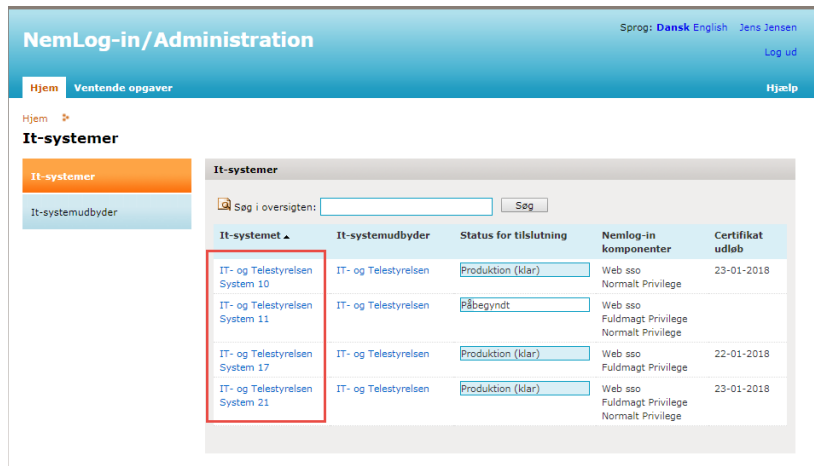 NemLog-in/Administration
Sprog: Dansk English Jens Jensen
Log ud
Hjem Ventende opgaver Hjælp
Hjem
It-systemer
It-systemer
It-systemudbyder
It-systemer
Søg i oversigten: Søg
It-systemet It-systemudbyder Status for tilslutning Nemlog-in komponenter Certifikat udløb
IT- og Telestyrelsen System 10 IT- og Telestyrelsen Produktion (klar) Web sso Normalt Privilege 23-01-2018
IT- og Telestyrelsen System 11 IT- og Telestyrelsen Påbegyndt Web sso Fuldmagt Privilege Normalt Privilege
IT- og Telestyrelsen System 17 IT- og Telestyrelsen Produktion (klar) Web sso Fuldmagt Privilege 22-01-2018
IT- og Telestyrelsen System 21 IT- og Telestyrelsen Produktion (klar) Web sso Fuldmagt Privilege Normalt Privilege 23-01-2018